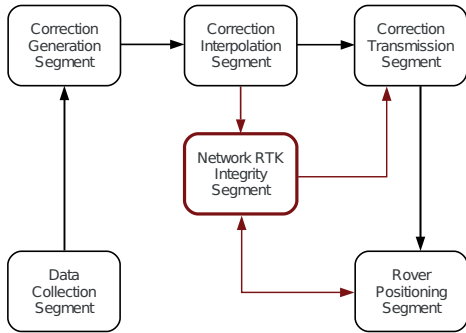 Correction
Generation
Segment
Correction
Interpolation
Segment
Correction
Transmission
Segment
Network RTK
Integrity
Segment
Data
Collection
Segment
Rover
Positioning
Segment